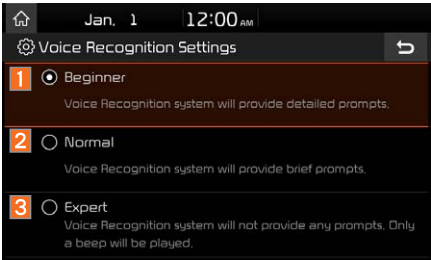 Jan. 1 12:00 AM
Voice Recognition Settings
1 Beginner
Voice Recognition system will provide detailed prompts.
2 Normal
Voice Recognition system will provide brief prompts.
3 Expert
Voice Recognition system will not provide any prompts. Only
a beep will be played.